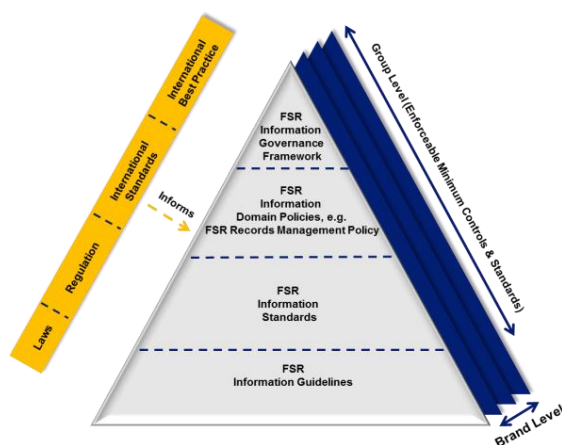 International
Best Practice
International
Standards
Regulation
Laws
Informs
FSR
Information
Governance
Framework
FSR
Information
Domain Policies, e.g.
FSR Records Management Policy
FSR
Information
Standards
FSR
Information Guidelines
Group Level (Enforceable Minimum Controls & Standards)
Brand Level